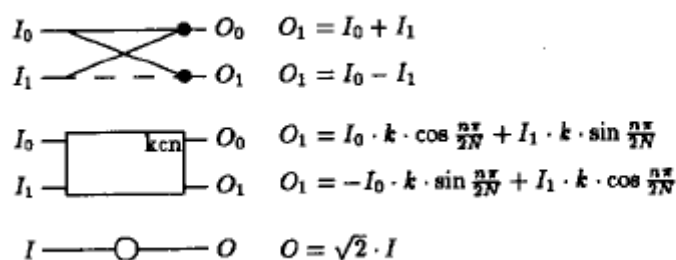 I₀ O₀ O₁ = I₀ + I₁
I₁ O₁ O₁ = I₀ − I₁
I₀ kcn O₀ O₁ = I₀ · k · cos nπ/2N + I₁ · k · sin nπ/2N
I₁ O₁ O₁ = −I₀ · k · sin nπ/2N + I₁ · k · cos nπ/2N
I O O = √2 · I